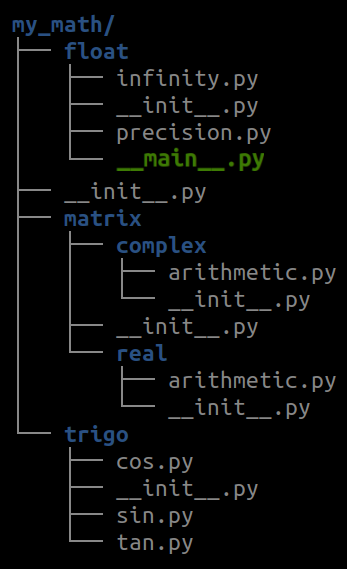 my_math/
float
infinity.py
__init__.py
precision.py
__main__.py
__init__.py
matrix
complex
arithmetic.py
__init__.py
__init__.py
real
arithmetic.py
__init__.py
trigo
cos.py
__init__.py
sin.py
tan.py